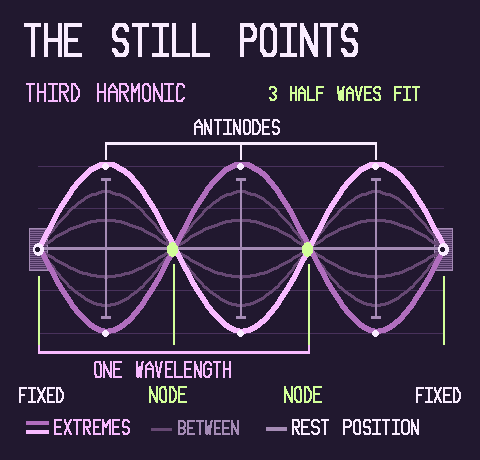 THE STILL POINTS
THIRD HARMONIC
3 HALF WAVES FIT
ANTINODES
ONE WAVELENGTH
FIXED
NODE
NODE
FIXED
EXTREMES
BETWEEN
REST POSITION